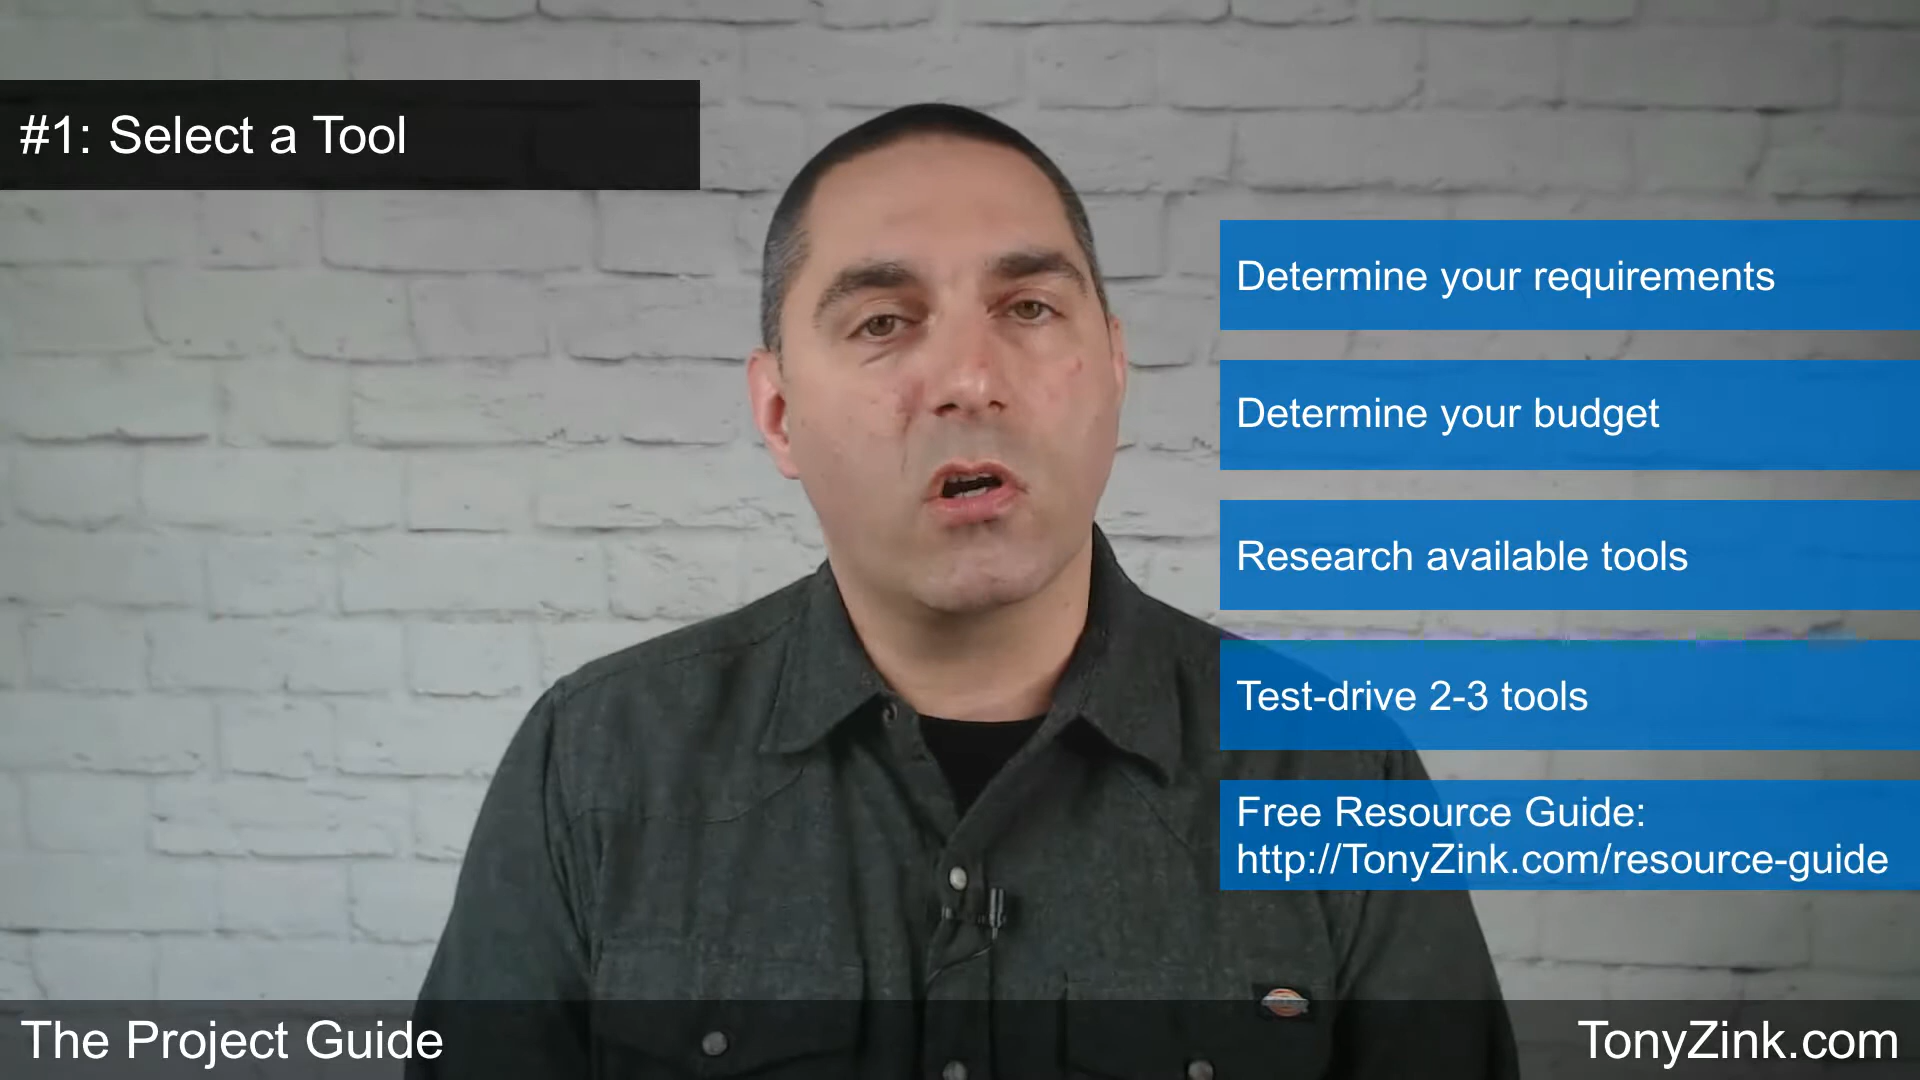 #1: Select a Tool
Determine your requirements
Determine your budget
Research available tools
Test-drive 2-3 tools
Free Resource Guide:
http://TonyZink.com/resource-guide
The Project Guide
TonyZink.com